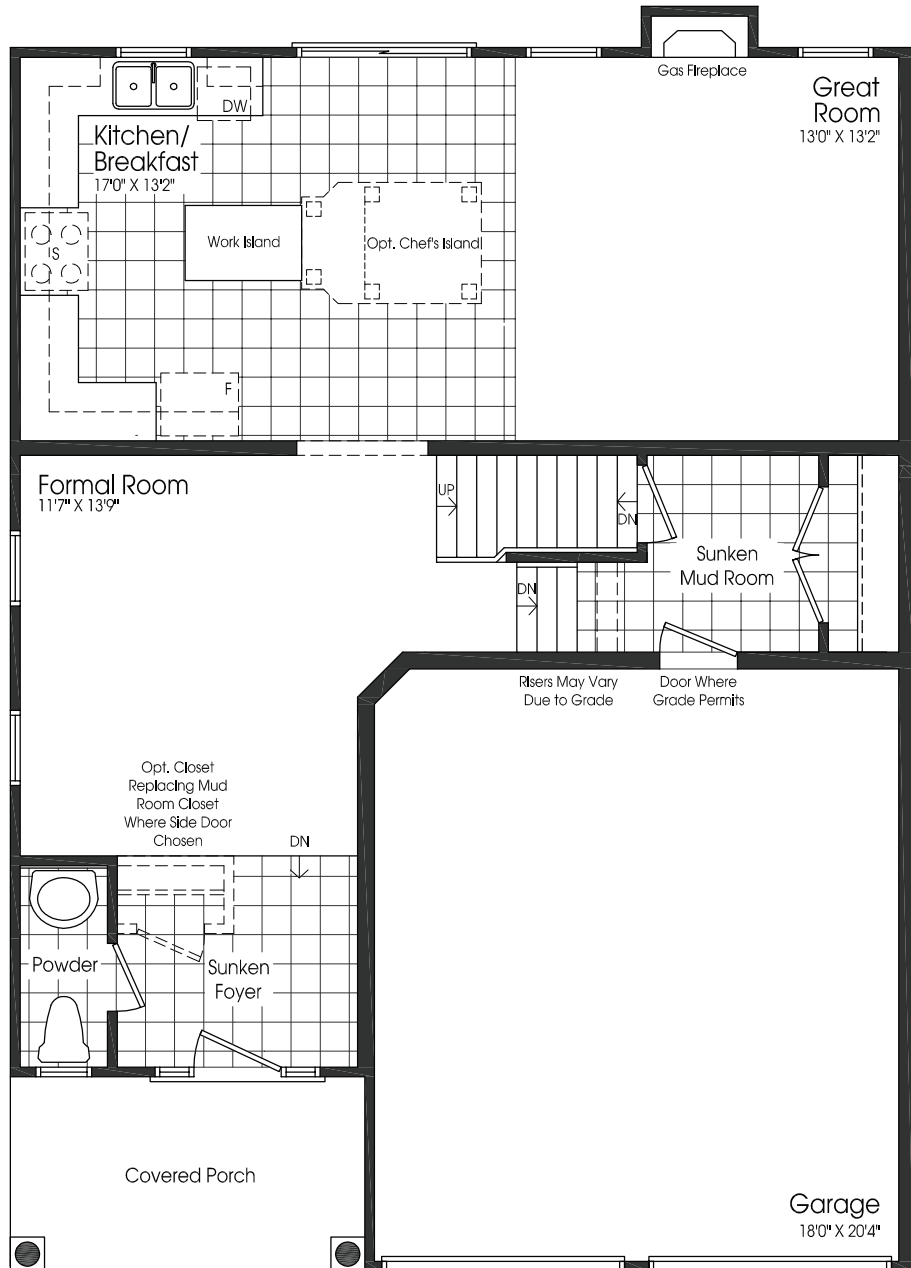 Gas Fireplace
Great
Room
13'0" X 13'2"
DW
Kitchen/
Breakfast
17'0" X 13'2"
Work Island
Opt. Chef's Island
S
F
Formal Room
11'7" X 13'9"
UP
DN
Sunken
Mud Room
DN
Risers May Vary
Due to Grade
Door Where
Grade Permits
Opt. Closet
Replacing Mud
Room Closet
Where Side Door
Chosen
DN
Powder
Sunken
Foyer
Covered Porch
Garage
18'0" X 20'4"